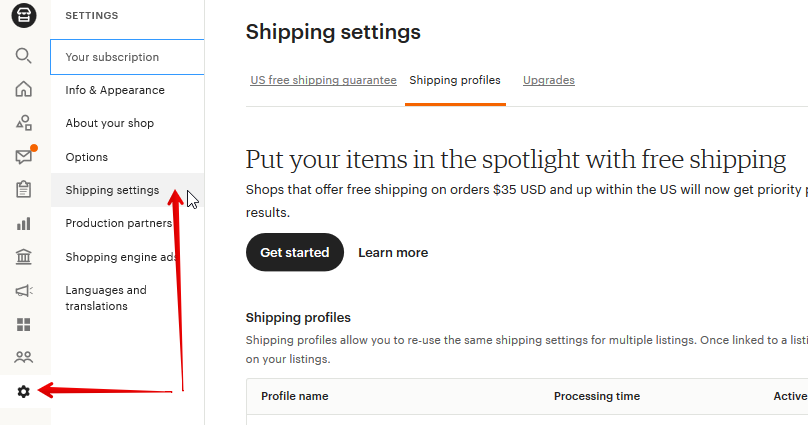 SETTINGS
Your subscription
Info & Appearance
About your shop
Options
Shipping settings
Production partners
Shopping engine ads
Languages and
translations
Shipping settings
US free shipping guarantee Shipping profiles Upgrades
Put your items in the spotlight with free shipping
Shops that offer free shipping on orders $35 USD and up within the US will now get priority p
results.
Get started Learn more
Shipping profiles
Shipping profiles allow you to re-use the same shipping settings for multiple listings. Once linked to a listi
on your listings.
Profile name Processing time Active